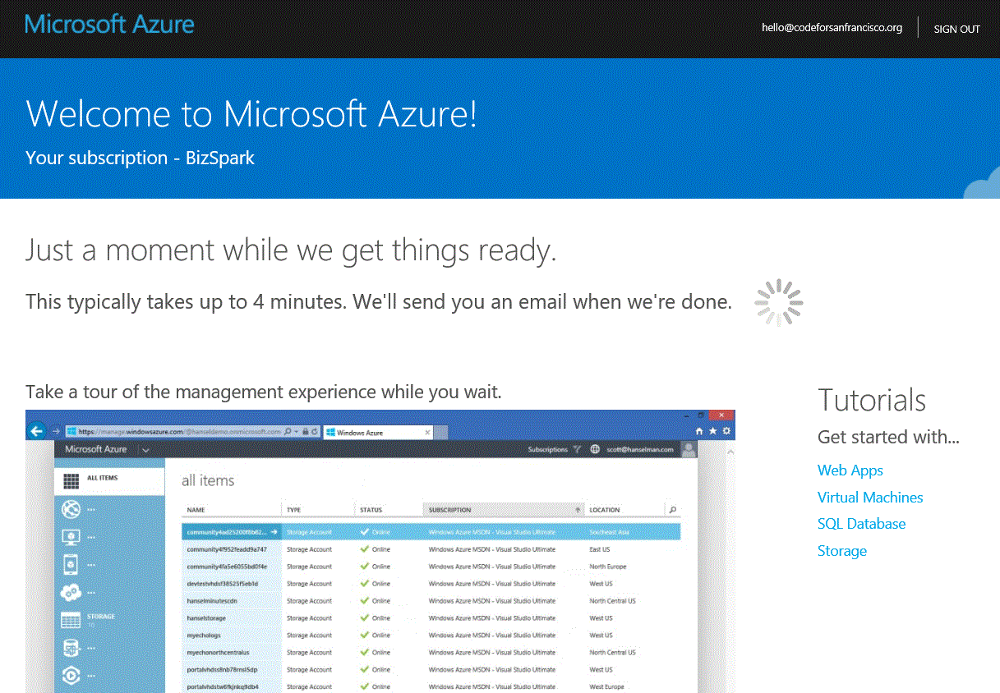 Microsoft Azure
hello@codeforsanfrancisco.org
SIGN OUT
Welcome to Microsoft Azure!
Your subscription - BizSpark
Just a moment while we get things ready.
This typically takes up to 4 minutes. We'll send you an email when we're done.
Take a tour of the management experience while you wait.
https://manage.windowsazure.com/@hanseldemo.onmicrosoft.com
Windows Azure
Microsoft Azure
Subscriptions
scott@hanselman.com
ALL ITEMS
STORAGE
10
all items
NAME TYPE STATUS SUBSCRIPTION LOCATION
Storage Account Online Windows Azure MSDN - Visual Studio Ultimate Southeast Asia
community4f952feadd9a747 Storage Account Online Windows Azure MSDN - Visual Studio Ultimate East US
community4fa5e6055bd0f4e Storage Account Online Windows Azure MSDN - Visual Studio Ultimate North Europe
devtestvhdsf38525f5eb1d Storage Account Online Windows Azure MSDN - Visual Studio Ultimate West US
hanselminutescdn Storage Account Online Windows Azure MSDN - Visual Studio Ultimate North Central US
hanselstorage Storage Account Online Windows Azure MSDN - Visual Studio Ultimate West US
myechologs Storage Account Online Windows Azure MSDN - Visual Studio Ultimate West US
myechonorthcentralus Storage Account Online Windows Azure MSDN - Visual Studio Ultimate North Central US
portalvhdss8nb78msl5dp Storage Account Online Windows Azure MSDN - Visual Studio Ultimate West US
portalvhdstw6fkjnkq9db4 Storage Account Online Windows Azure MSDN - Visual Studio Ultimate West Europe
Tutorials
Get started with...
Web Apps
Virtual Machines
SQL Database
Storage